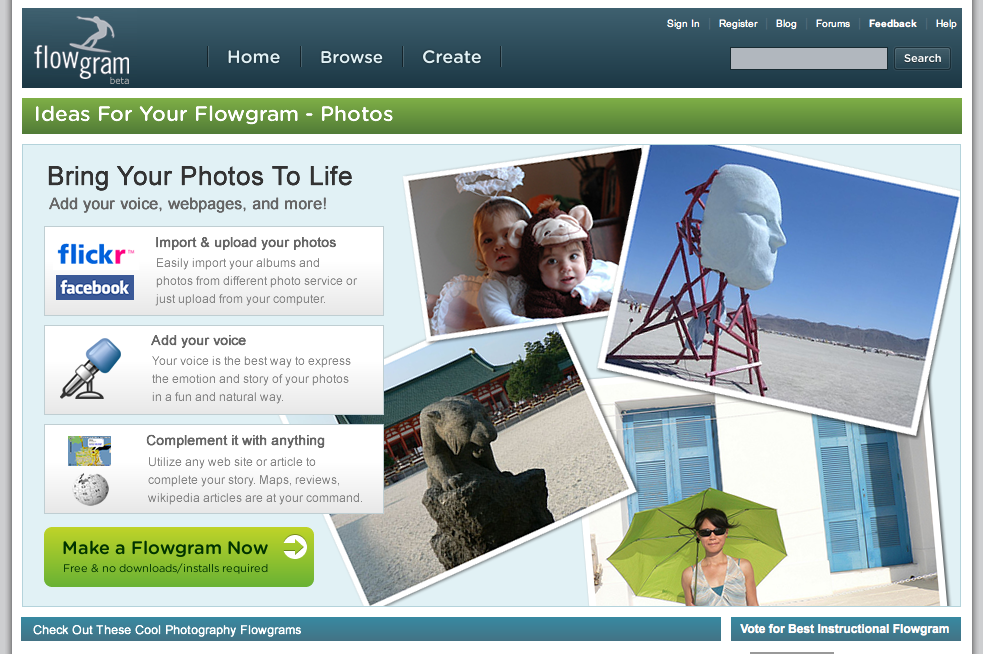 flowgram
beta
Sign In
Register
Blog
Forums
Feedback
Help
Home
Browse
Create
Search
Ideas For Your Flowgram - Photos
Bring Your Photos To Life
Add your voice, webpages, and more!
flickr™
facebook
Import & upload your photos
Easily import your albums and
photos from different photo service or
just upload from your computer.
Add your voice
Your voice is the best way to express
the emotion and story of your photos
in a fun and natural way.
Complement it with anything
Utilize any web site or article to
complete your story. Maps, reviews,
wikipedia articles are at your command.
Make a Flowgram Now
Free & no downloads/installs required
Check Out These Cool Photography Flowgrams
Vote for Best Instructional Flowgram